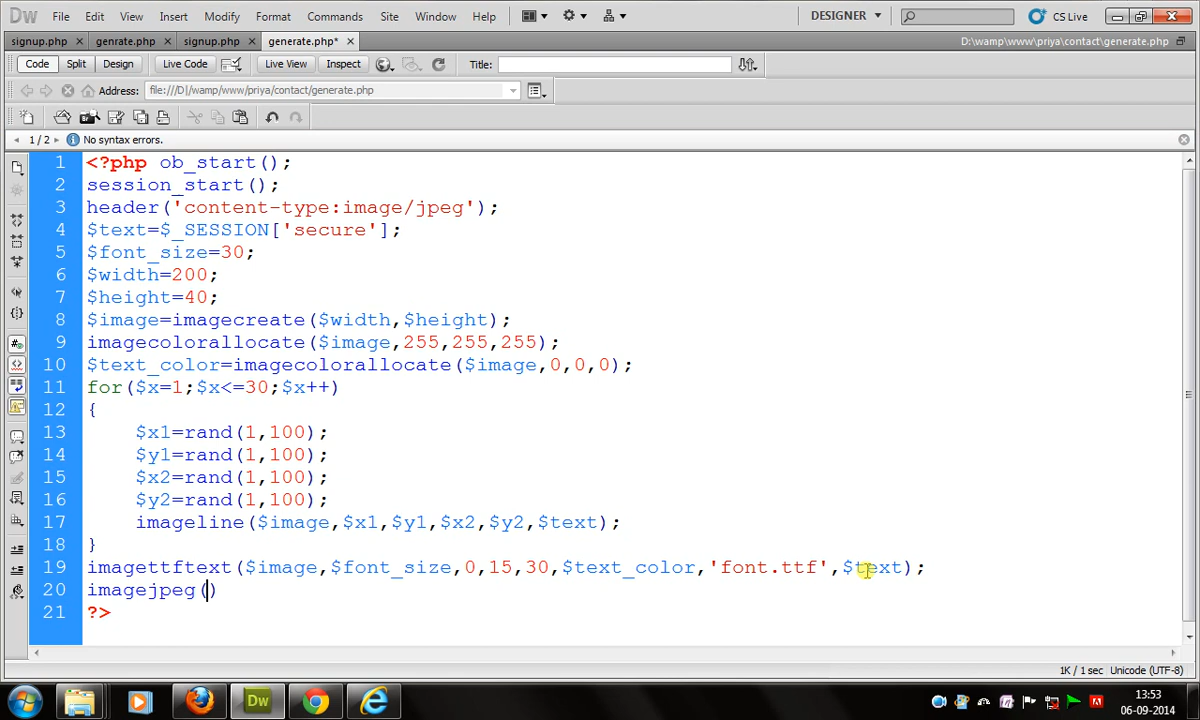 Dw File Edit View Insert Modify Format Commands Site Window Help DESIGNER CS Live
signup.php genrate.php signup.php generate.php* D:\wamp\www\priya\contact\generate.php
Code Split Design Live Code Live View Inspect Title:
Address: file:///D|/wamp/www/priya/contact/generate.php
1 / 2 No syntax errors.
1 <?php ob_start();
2 session_start();
3 header('content-type:image/jpeg');
4 $text=$_SESSION['secure'];
5 $font_size=30;
6 $width=200;
7 $height=40;
8 $image=imagecreate($width,$height);
9 imagecolorallocate($image,255,255,255);
10 $text_color=imagecolorallocate($image,0,0,0);
11 for($x=1;$x<=30;$x++)
12 {
13 $x1=rand(1,100);
14 $y1=rand(1,100);
15 $x2=rand(1,100);
16 $y2=rand(1,100);
17 imageline($image,$x1,$y1,$x2,$y2,$text);
18 }
19 imagettftext($image,$font_size,0,15,30,$text_color,'font.ttf',$text);
20 imagejpeg()
21 ?>
1K / 1 sec Unicode (UTF-8)
Dw
13:53
06-09-2014